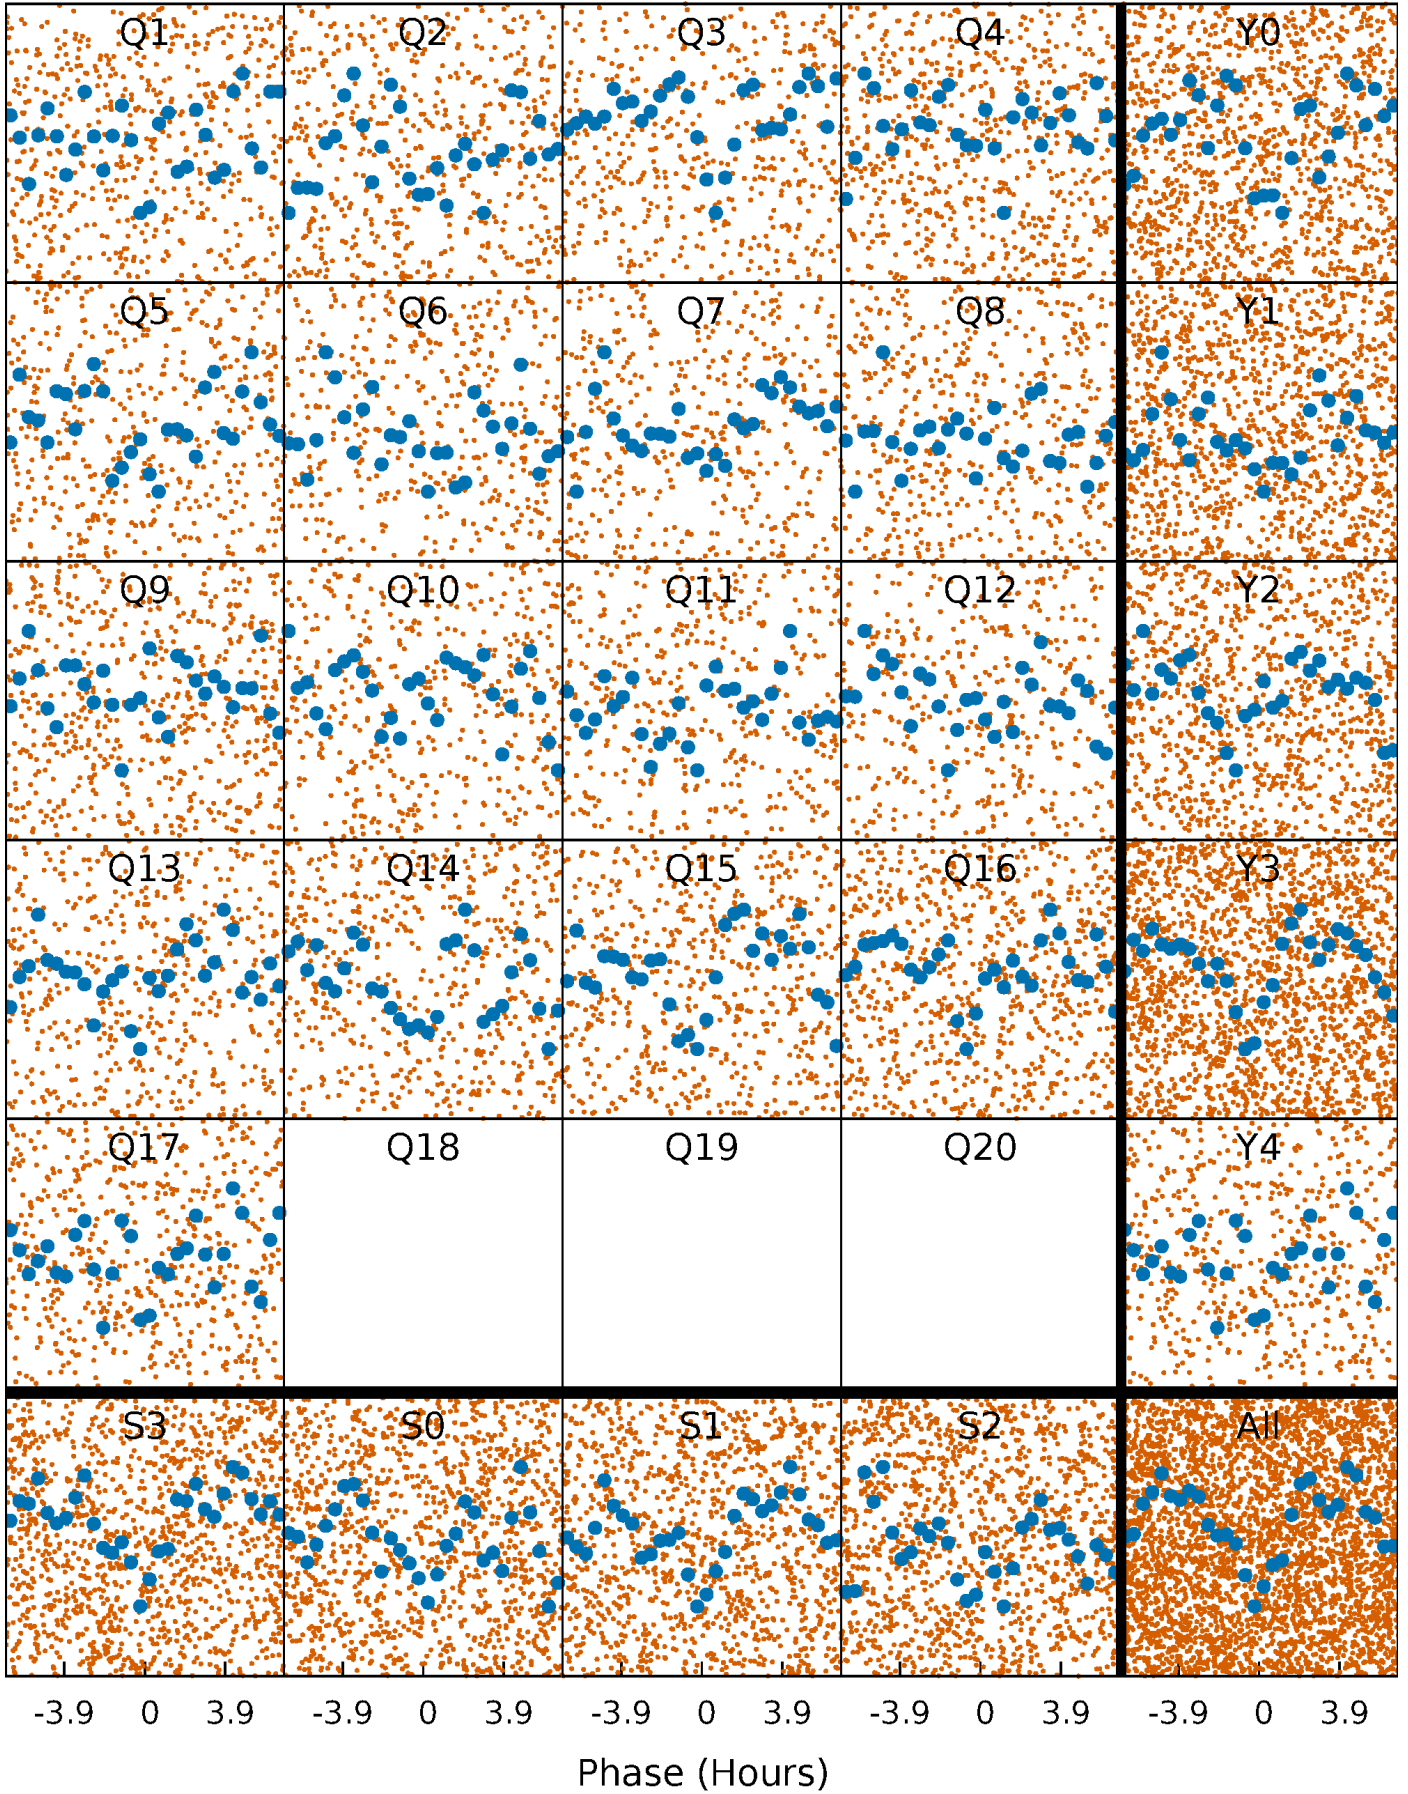 Q1 Q2 Q3 Q4 Y0
Q5 Q6 Q7 Q8 Y1
Q9 Q10 Q11 Q12 Y2
Q13 Q14 Q15 Q16 Y3
Q17 Q18 Q19 Q20 Y4
S3 S0 S1 S2 All
-3.9 0 3.9 -3.9 0 3.9 -3.9 0 3.9 -3.9 0 3.9 -3.9 0 3.9
Phase (Hours)